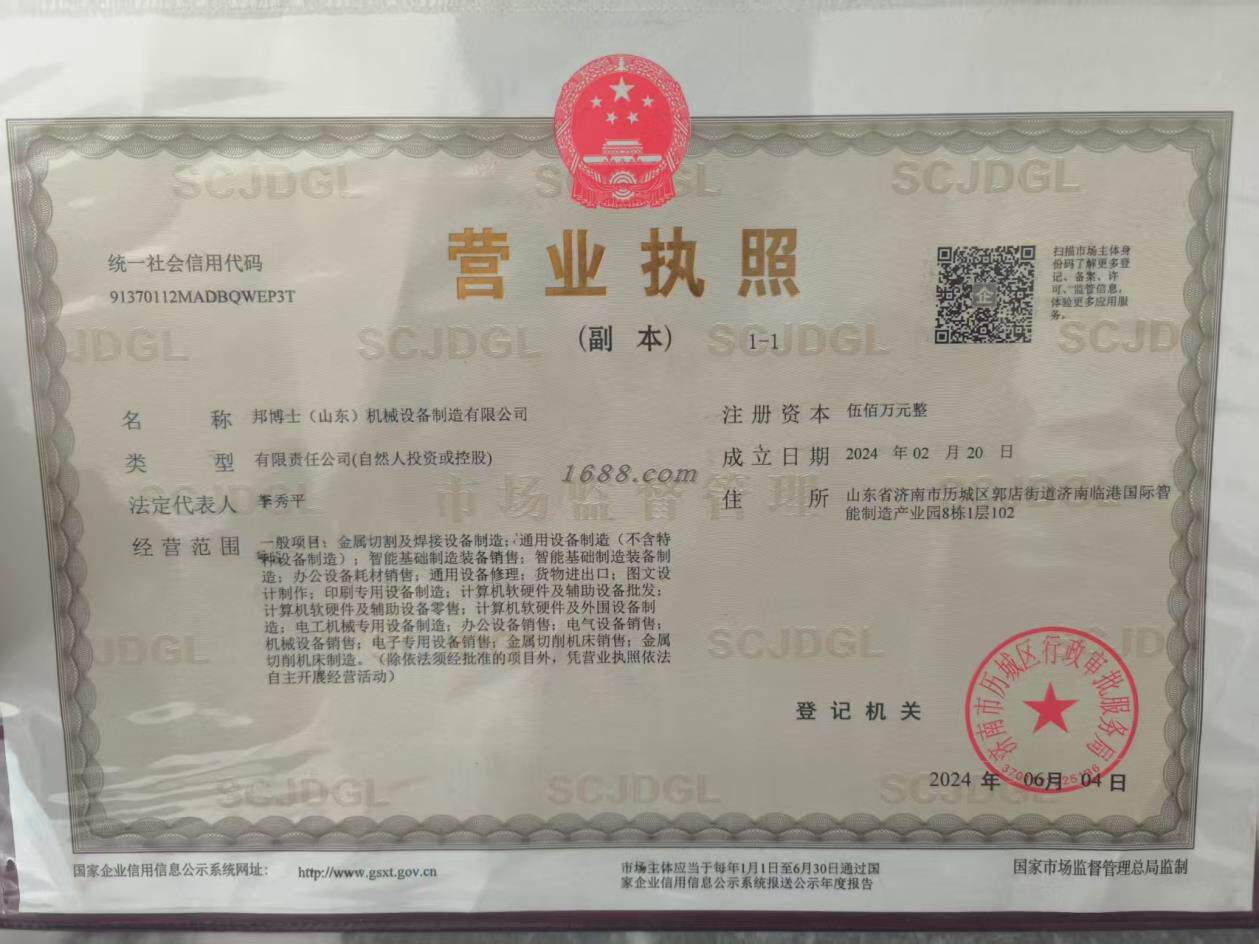 营业执照
(副 本) 1-1
统一社会信用代码
91370112MADBQWEP3T
扫描市场主体身
份码了解更多登
记、备案、许
可、监管信息,
体验更多应用服
务。
名 称 邦博士（山东）机械设备制造有限公司
类 型 有限责任公司(自然人投资或控股)
法定代表人 李秀平
经营范围 一般项目：金属切割及焊接设备制造；通用设备制造（不含特
种设备制造）；智能基础制造装备销售；智能基础制造装备制
造；办公设备耗材销售；通用设备修理；货物进出口；图文设
计制作；印刷专用设备制造；计算机软硬件及辅助设备批发；
计算机软硬件及辅助设备零售；计算机软硬件及外围设备制
造；电工机械专用设备制造；办公设备销售；电气设备销售；
机械设备销售；电子专用设备销售；金属切削机床销售；金属
切削机床制造。（除依法须经批准的项目外，凭营业执照依法
自主开展经营活动）
注册资本 伍佰万元整
成立日期 2024 年 02 月 20 日
住 所 山东省济南市历城区郭店街道济南临港国际智
能制造产业园8栋1层102
1688.com
SCJDGL
市场监督管理
登记机关
济南市历城区行政审批服务局
2024 年 06月 04日
国家企业信用信息公示系统网址： http://www.gsxt.gov.cn
市场主体应当于每年1月1日至6月30日通过国
家企业信用信息公示系统报送公示年度报告
国家市场监督管理总局监制